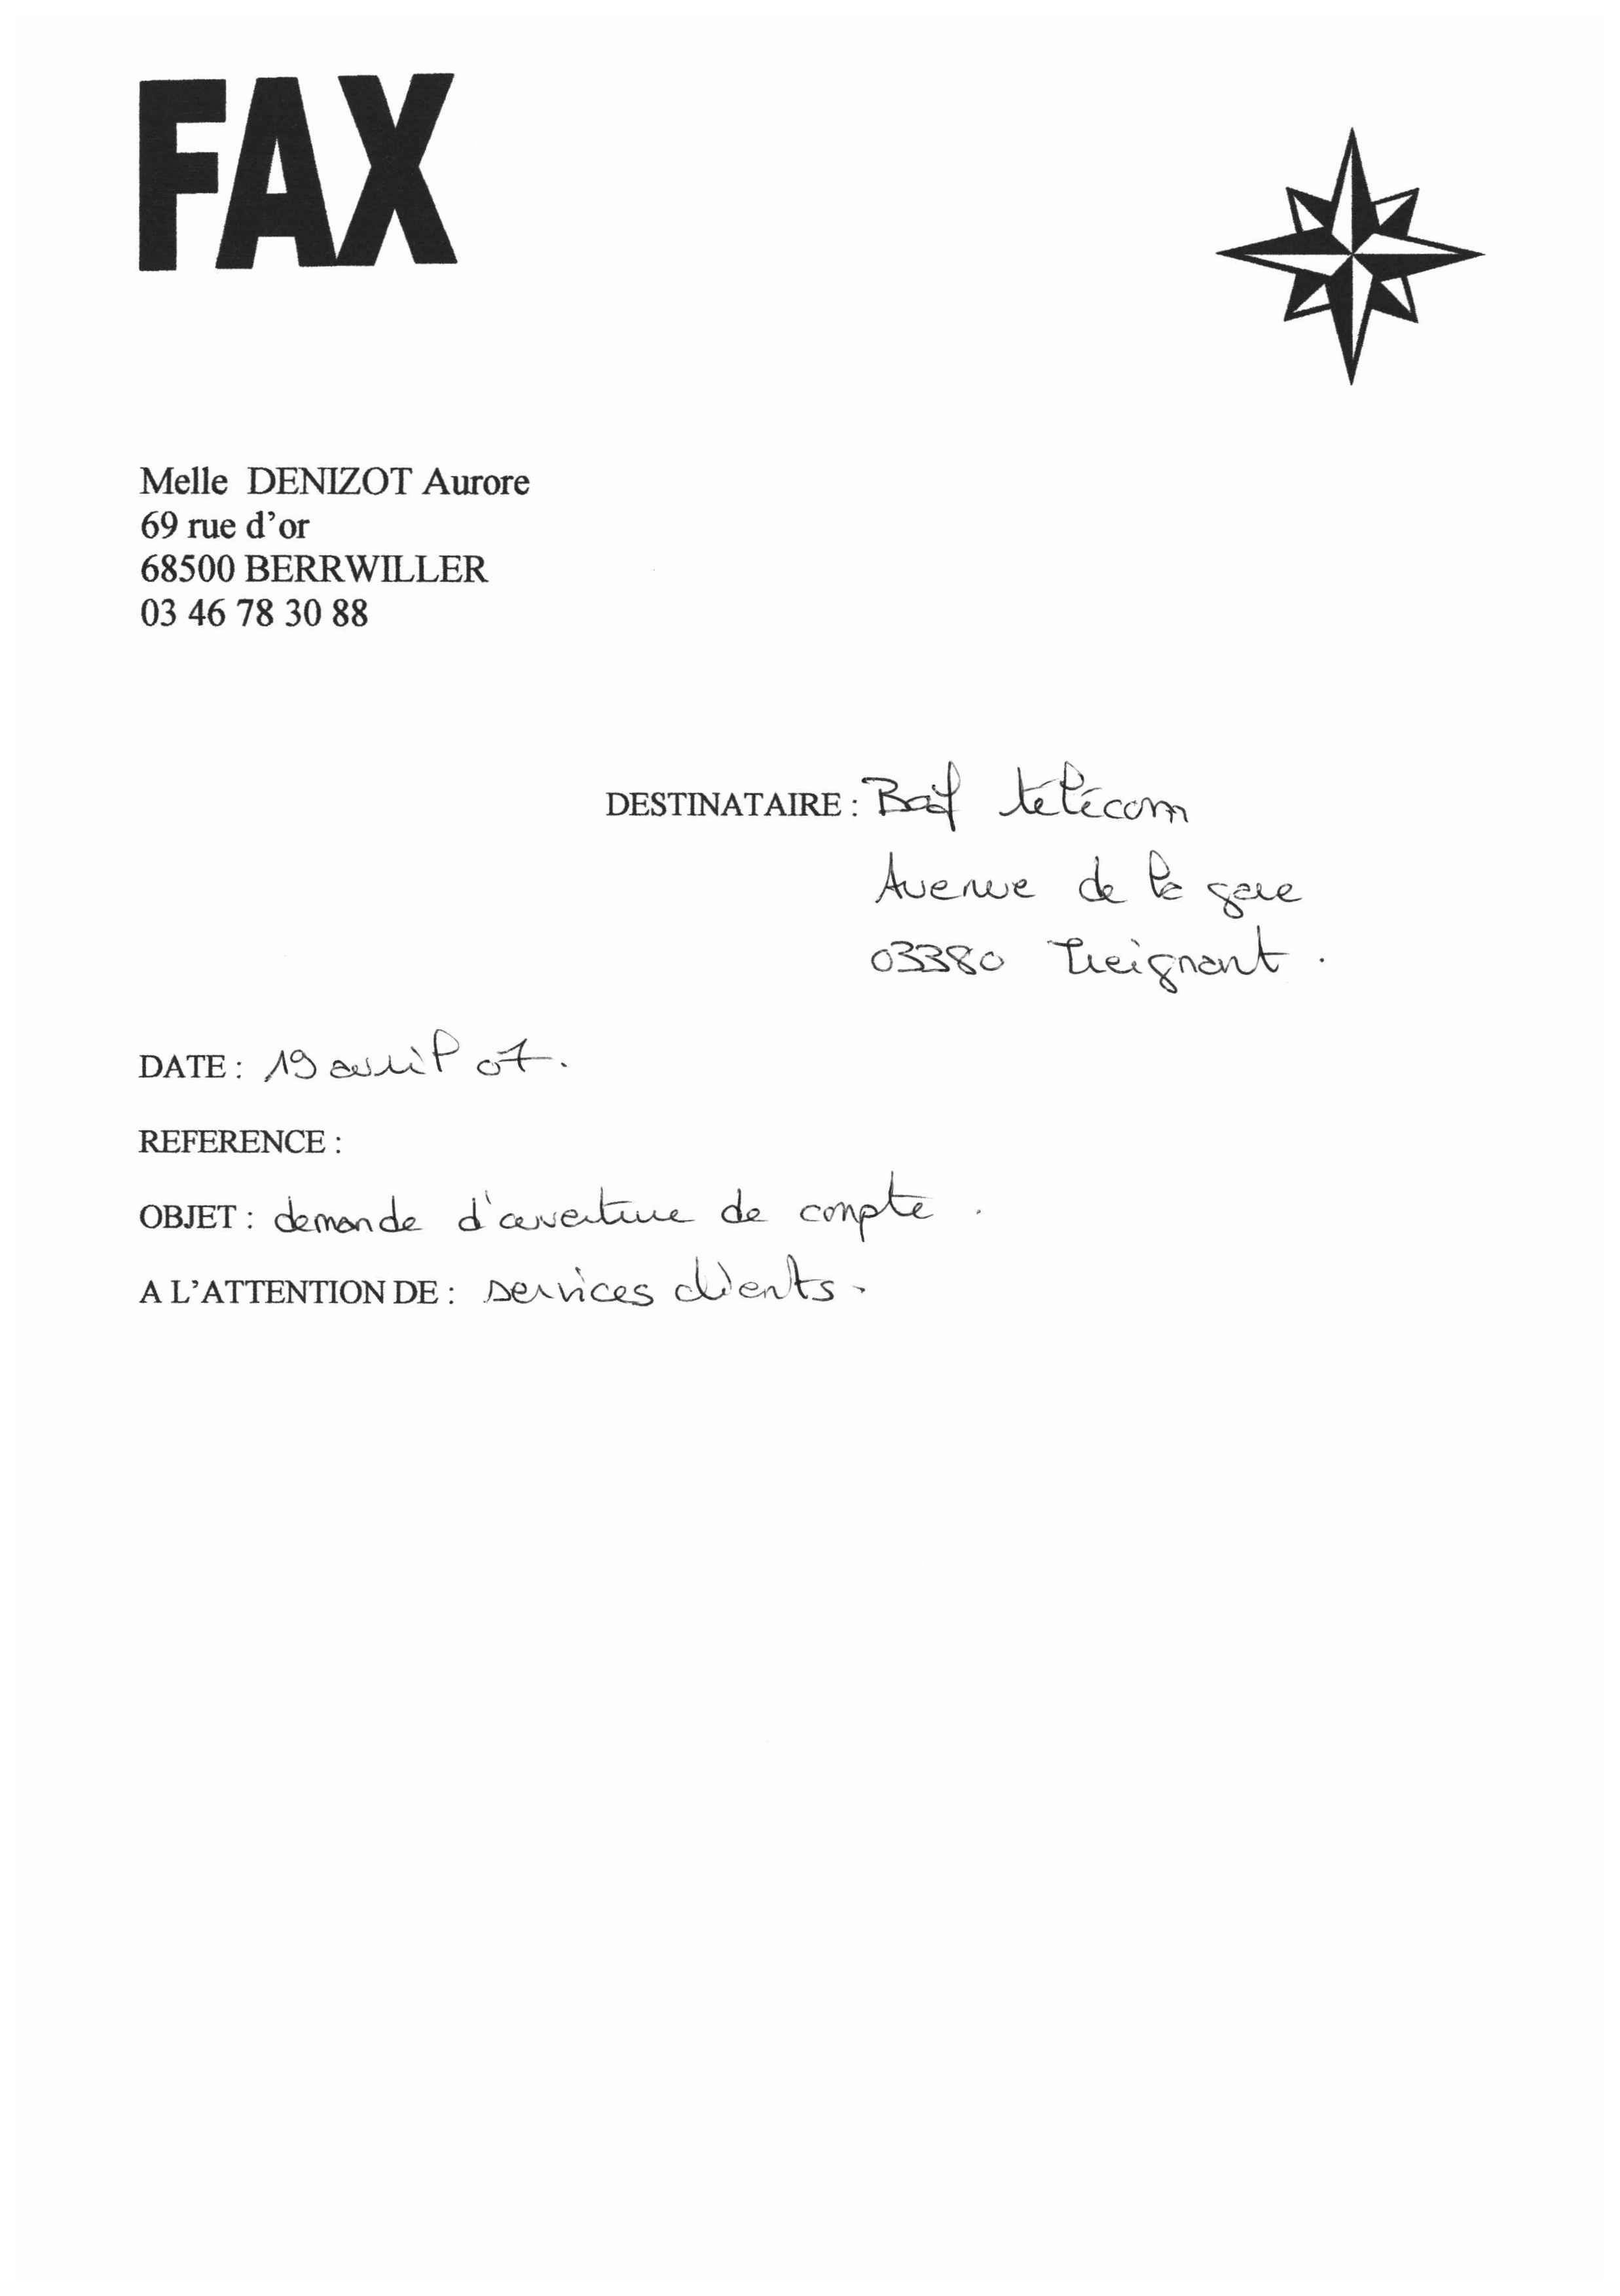 FAX
Melle DENIZOT Aurore
69 rue d'or
68500 BERRWILLER
03 46 78 30 88
DESTINATAIRE : télécom
Avenue de la gare
03380 Treignant.
DATE : 19 avril 07.
REFERENCE :
OBJET : demande d'ouverture de compte.
A L'ATTENTION DE : services clients.